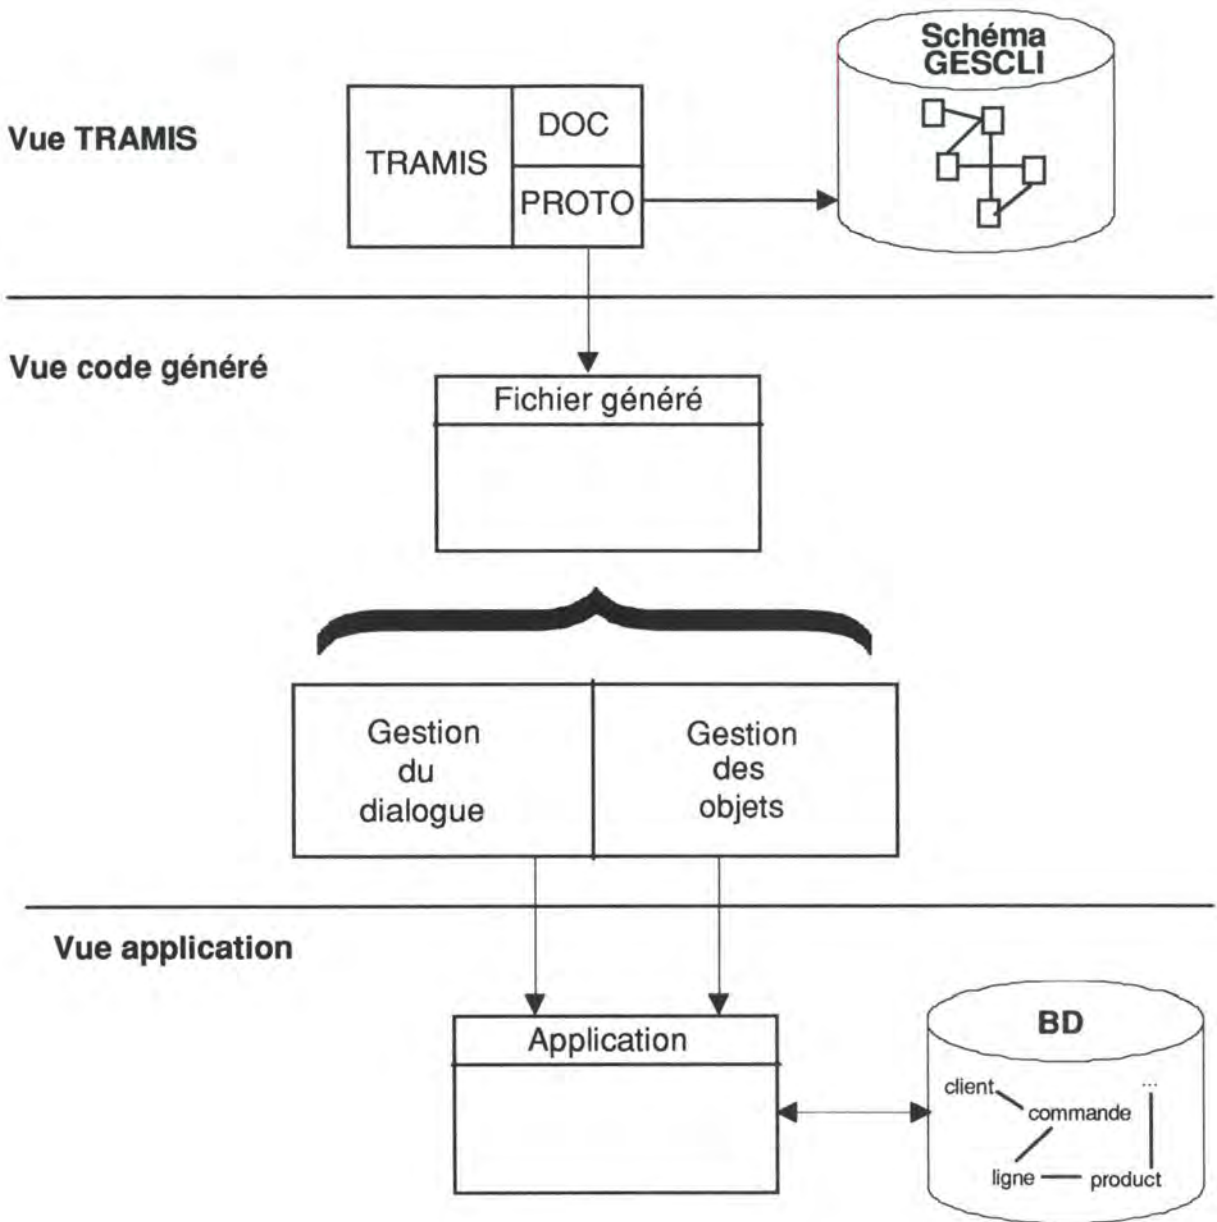 Schéma
GESCLI
Vue TRAMIS
TRAMIS
DOC
PROTO
Vue code généré
Fichier généré
Gestion
du
dialogue
Gestion
des
objets
Vue application
Application
BD
client
...
commande
ligne
product